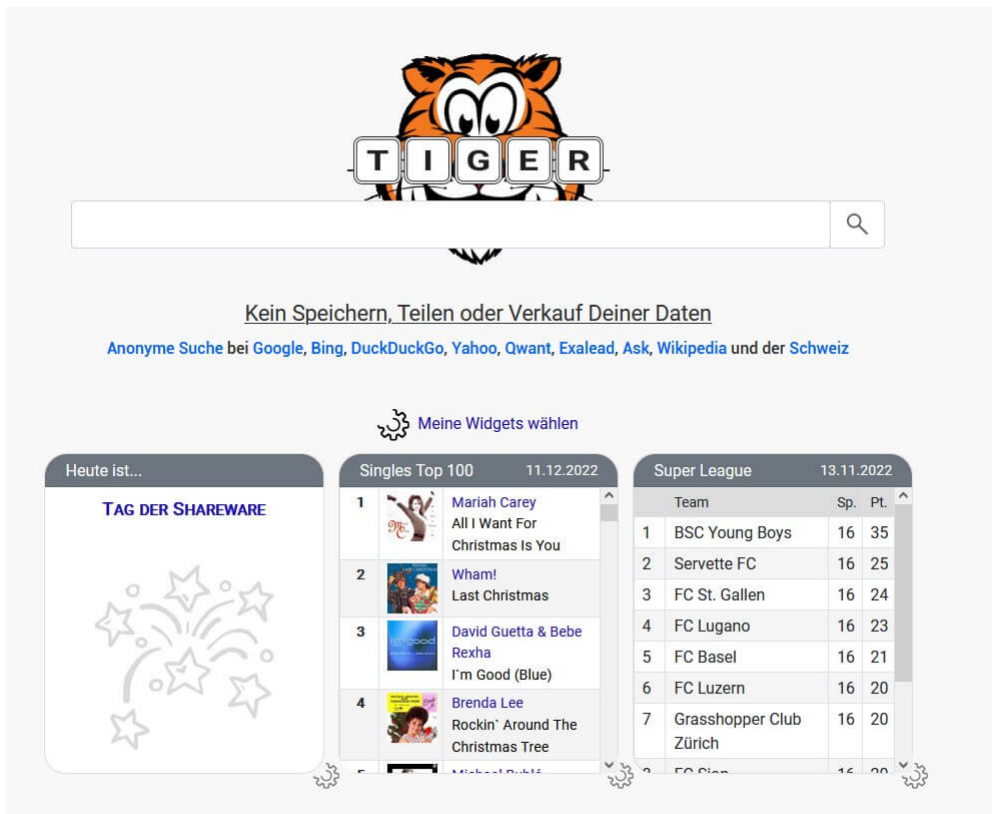 TIGER
Kein Speichern, Teilen oder Verkauf Deiner Daten
Anonyme Suche bei Google, Bing, DuckDuckGo, Yahoo, Qwant, Exalead, Ask, Wikipedia und der Schweiz
Meine Widgets wählen
Heute ist...
TAG DER SHAREWARE
Singles Top 100 11.12.2022
1 Mariah Carey
All I Want For
Christmas Is You
2 Wham!
Last Christmas
3 David Guetta & Bebe
Rexha
I`m Good (Blue)
4 Brenda Lee
Rockin` Around The
Christmas Tree
Super League 13.11.2022
Team Sp. Pt.
1 BSC Young Boys 16 35
2 Servette FC 16 25
3 FC St. Gallen 16 24
4 FC Lugano 16 23
5 FC Basel 16 21
6 FC Luzern 16 20
7 Grasshopper Club 16 20
Zürich